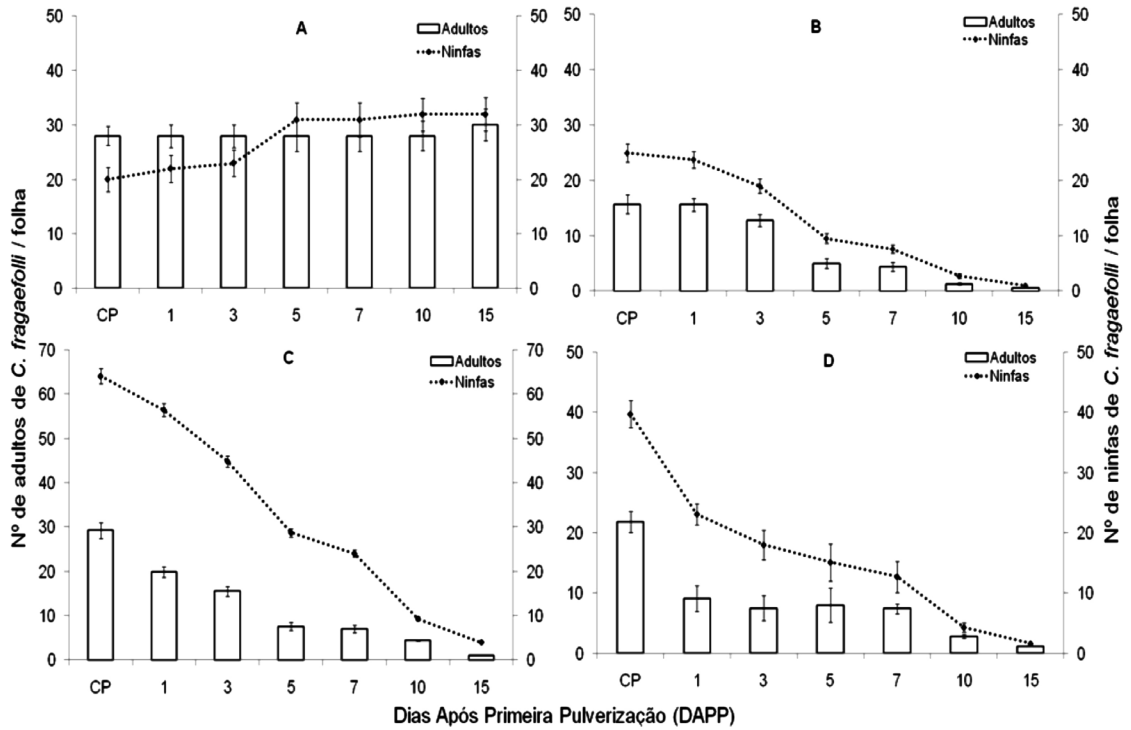 Nº de adultos de C. fragaefolli / folha
A
Adultos
Ninfas
50 40 30 20 10 0
50 40 30 20 10 0
CP 1 3 5 7 10 15
B
Adultos
Ninfas
50 40 30 20 10 0
50 40 30 20 10 0
CP 1 3 5 7 10 15
C
Adultos
Ninfas
70 60 50 40 30 20 10 0
70 60 50 40 30 20 10 0
CP 1 3 5 7 10 15
D
Adultos
Ninfas
50 40 30 20 10 0
50 40 30 20 10 0
CP 1 3 5 7 10 15
Nº de ninfas de C. fragaefolli / folha
Dias Após Primeira Pulverização (DAPP)